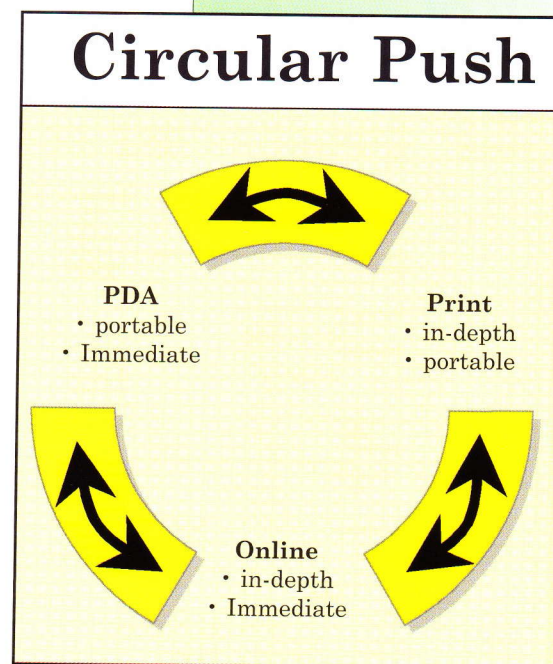 Circular Push
PDA
• portable
• Immediate
Print
• in-depth
• portable
Online
• in-depth
• Immediate